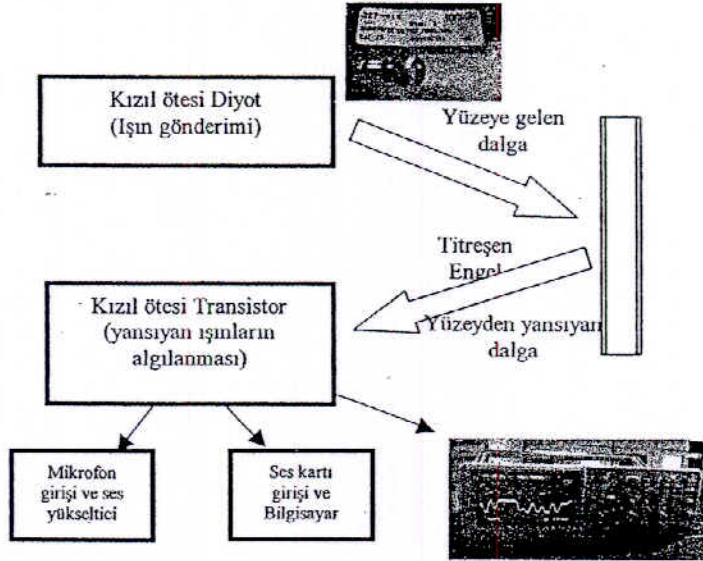 Kızıl ötesi Diyot
(Işın gönderimi)
Yüzeye gelen
dalga
Titreşen
Engel
Kızıl ötesi Transistor
(yansıyan ışınların
algılanması)
Yüzeyden yansıyan
dalga
Mikrofon
girişi ve ses
yükseltici
Ses kartı
girişi ve
Bilgisayar